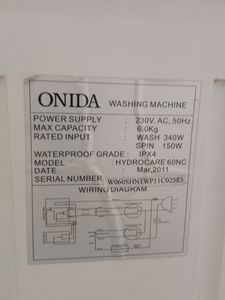 ONIDA WASHING MACHINE
POWER SUPPLY : 230V. AC, 50Hz
MAX CAPACITY : 6.0Kg
RATED INPUT : WASH 340W
SPIN 150W
WATERPROOF GRADE : IPX4
MODEL : HYDROCARE 60NC
DATE : Mar,2011
SERIAL NUMBER W060SHN1WP11C02583
WIRING DIAGRAM